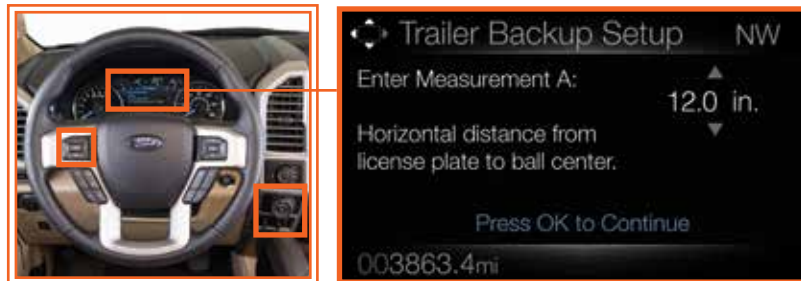 Ford
Trailer Backup Setup NW
Enter Measurement A:
12.0 in.
Horizontal distance from
license plate to ball center.
Press OK to Continue
003863.4mi